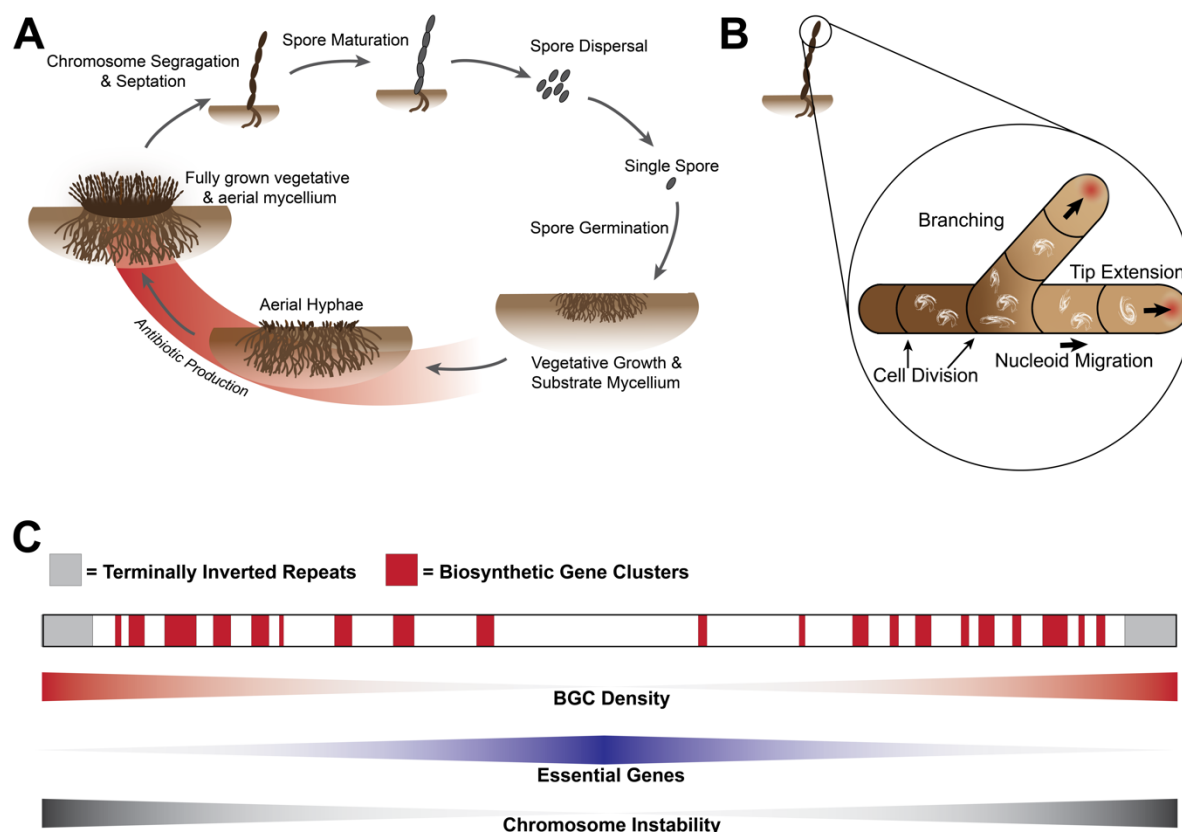 A
Chromosome Segregation
& Septation
Spore Maturation
Spore Dispersal
Single Spore
Spore Germination
Vegetative Growth &
Substrate Mycellium
Aerial Hyphae
Antibiotic Production
Fully grown vegetative
& aerial mycellium
B
Branching
Tip Extension
Nucleoid Migration
Cell Division
C
= Terminally Inverted Repeats
= Biosynthetic Gene Clusters
BGC Density
Essential Genes
Chromosome Instability